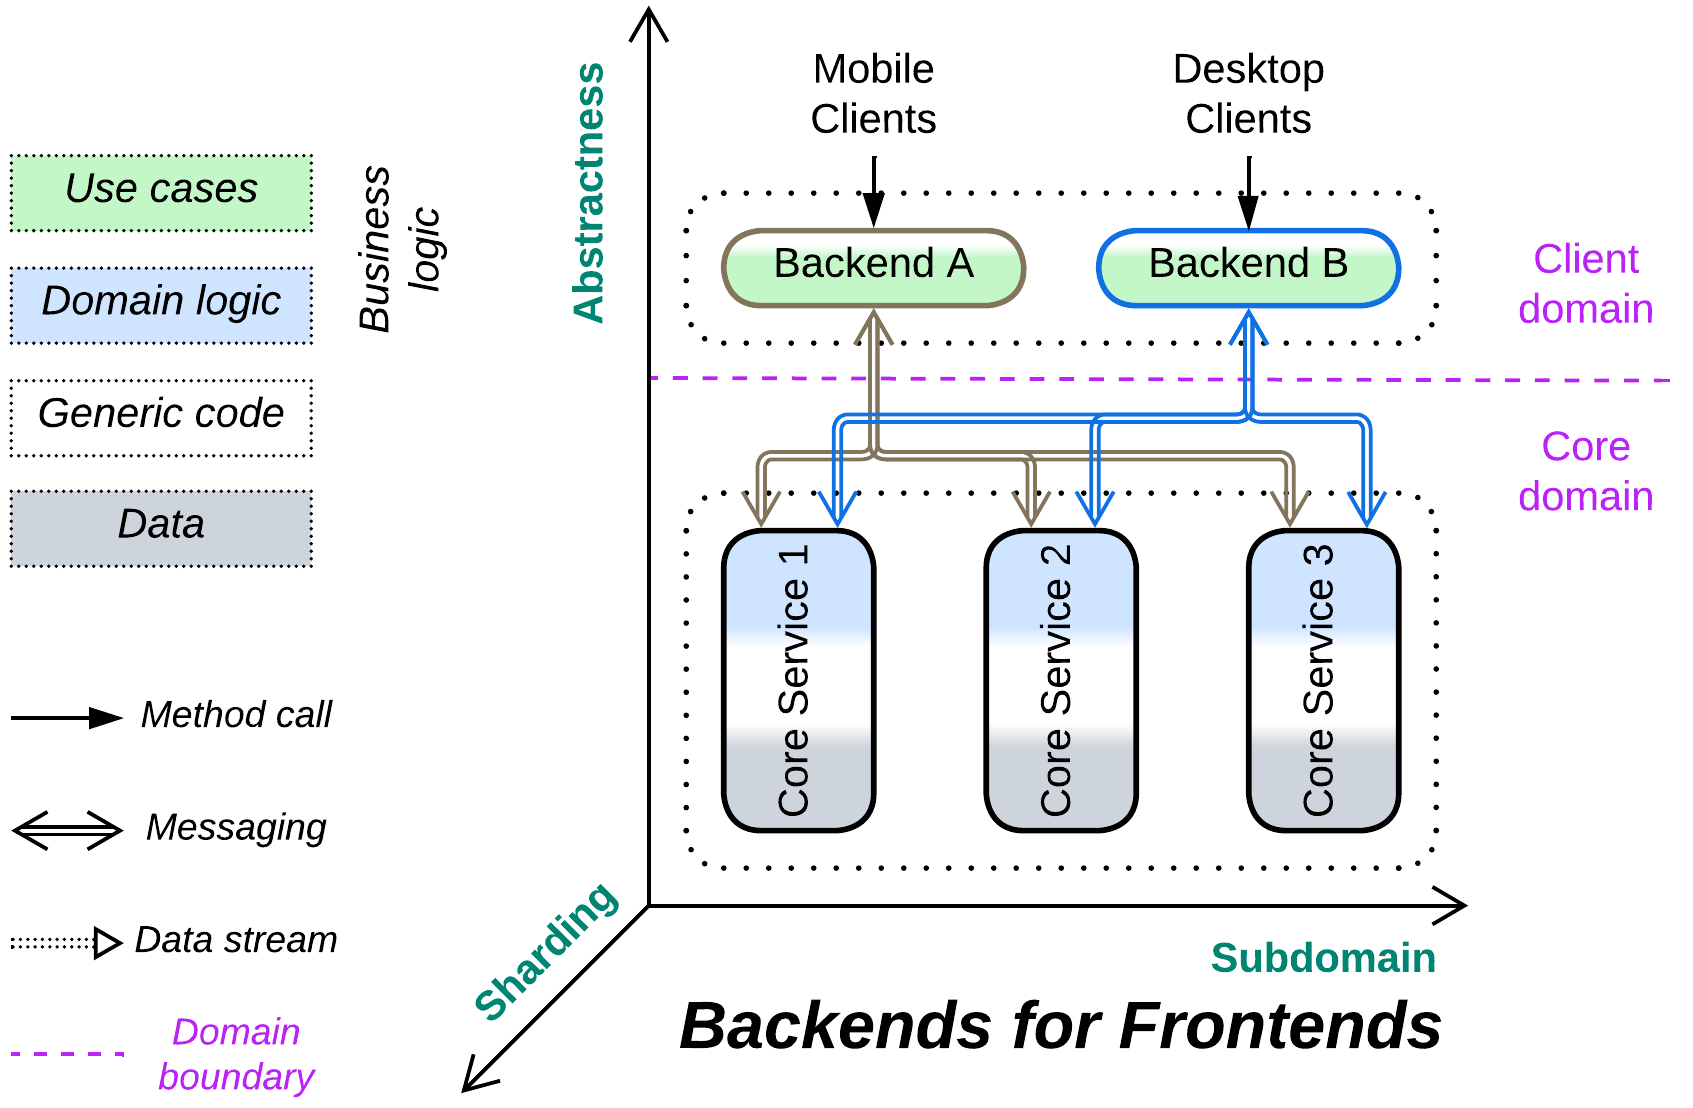 Use cases
Domain logic
Generic code
Data
Business
logic
Method call
Messaging
Data stream
Domain
boundary
Abstractness
Sharding
Subdomain
Mobile
Clients
Desktop
Clients
Backend A
Backend B
Client
domain
Core
domain
Core Service 1
Core Service 2
Core Service 3
Backends for Frontends